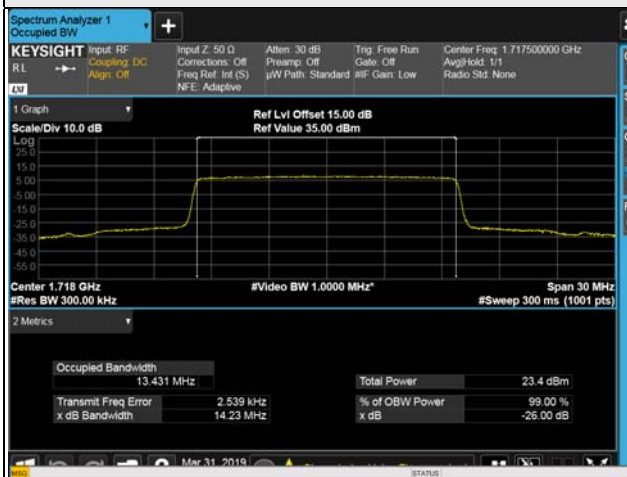 Spectrum Analyzer 1
Occupied BW
+
KEYSIGHT Input: RF Input Z: 50 Ω Atten: 30 dB Trig: Free Run Center Freq: 1.717500000 GHz
RL Coupling: DC Corrections: Off Preamp: Off Gate: Off Avg|Hold: 1/1
Align: Off Freq Ref: Int (S) µW Path: Standard #IF Gain: Low Radio Std: None
LXI NFE: Adaptive
1 Graph
Ref Lvl Offset 15.00 dB
Scale/Div 10.0 dB Ref Value 35.00 dBm
Log
25.0
15.0
5.00
-5.00
-15.0
-25.0
-35.0
-45.0
-55.0
Center 1.718 GHz #Video BW 1.0000 MHz* Span 30 MHz
#Res BW 300.00 kHz #Sweep 300 ms (1001 pts)
2 Metrics
Occupied Bandwidth
13.431 MHz Total Power 23.4 dBm
Transmit Freq Error 2.539 kHz % of OBW Power 99.00 %
x dB Bandwidth 14.23 MHz x dB -26.00 dB
Mar 31, 2019
MSG STATUS